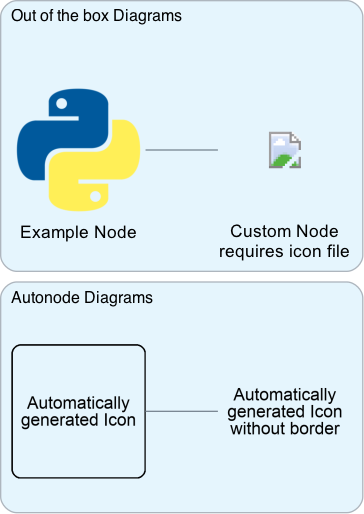 Out of the box Diagrams
Example Node
Custom Node
requires icon file
Autonode Diagrams
Automatically
generated Icon
Automatically
generated Icon
without border